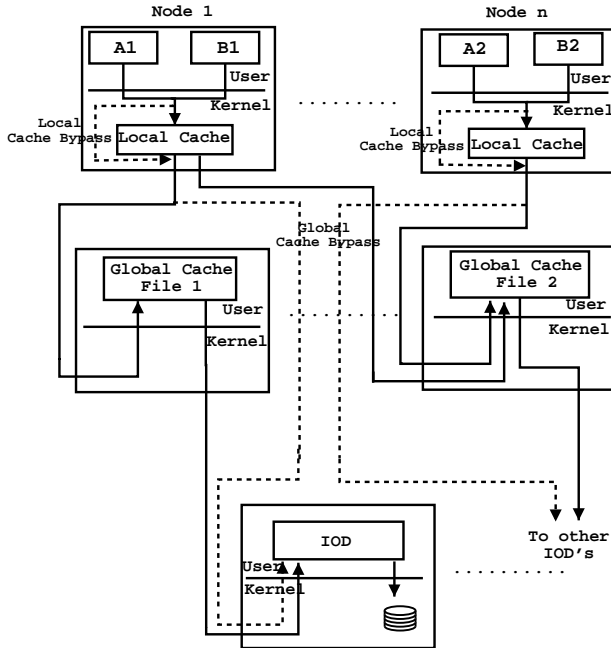 Node 1
Node n
A1
B1
A2
B2
User
Kernel
User
Kernel
Local
Cache Bypass
Local Cache
Local
Cache Bypass
Local Cache
Global
Cache Bypass
Global Cache
File 1
Global Cache
File 2
User
Kernel
User
Kernel
IOD
To other
IOD's
User
Kernel